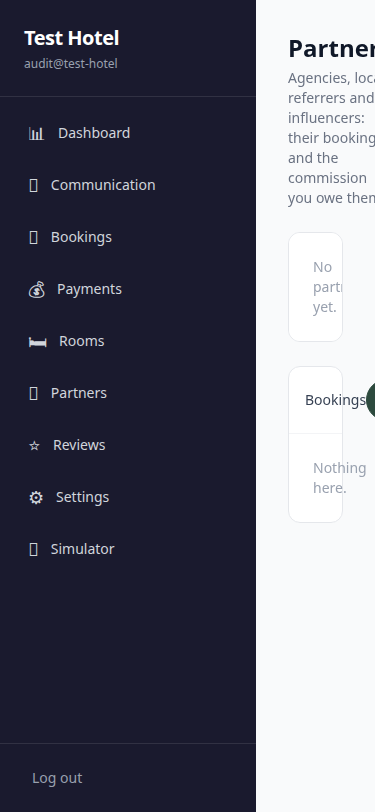 Test Hotel
audit@test-hotel
Dashboard
Communication
Bookings
Payments
Rooms
Partners
Reviews
Settings
Simulator
Log out
Partner
Agencies, loca
referrers and
influencers:
their booking
and the
commission
you owe them
No
part
yet.
Bookings
Nothing
here.